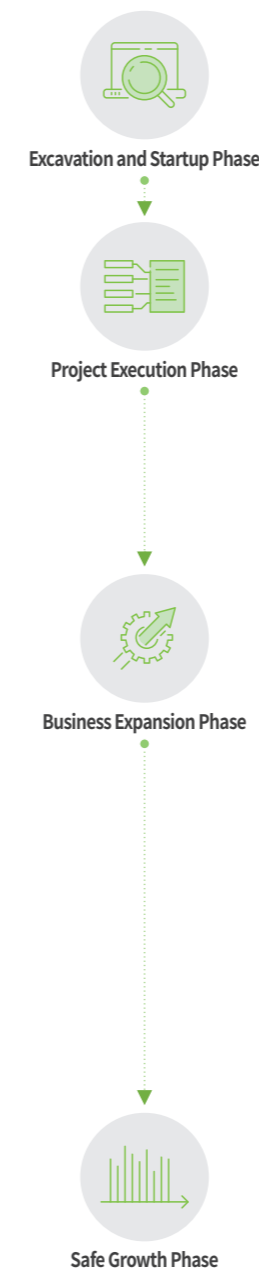 Excavation and Startup Phase
Project Execution Phase
Business Expansion Phase
Safe Growth Phase